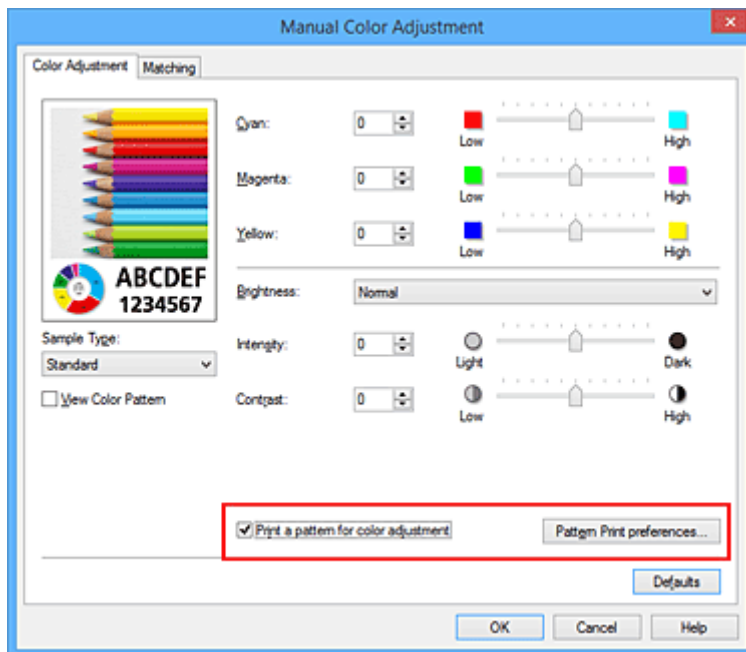 Manual Color Adjustment
Color Adjustment Matching
Cyan: 0 Low High
Magenta: 0 Low High
Yellow: 0 Low High
ABCDEF
1234567
Brightness: Normal
Sample Type:
Standard
Intensity: 0 Light Dark
View Color Pattern
Contrast: 0 Low High
Print a pattern for color adjustment Pattern Print preferences...
Defaults
OK Cancel Help